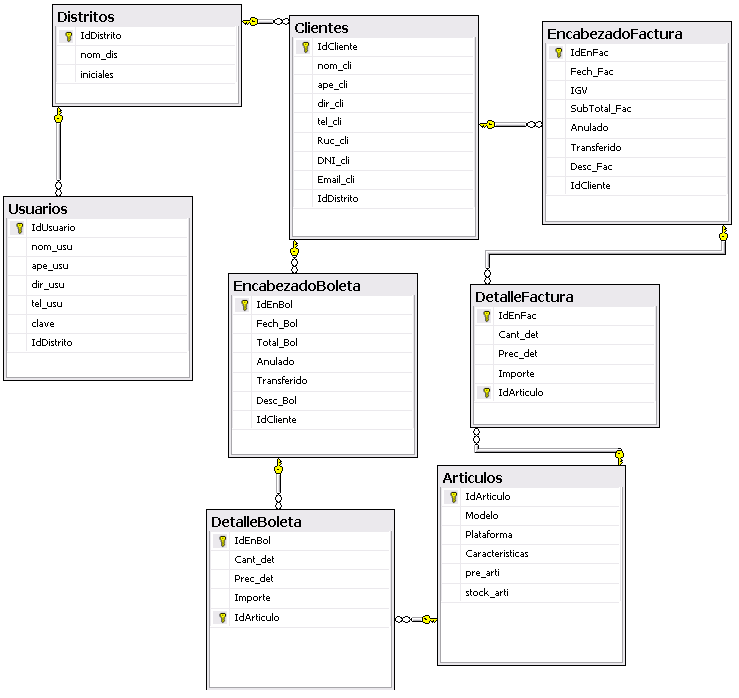 Distritos
IdDistrito
nom_dis
iniciales
Clientes
IdCliente
nom_cli
ape_cli
dir_cli
tel_cli
Ruc_cli
DNI_cli
Email_cli
IdDistrito
EncabezadoFactura
IdEnFac
Fech_Fac
IGV
SubTotal_Fac
Anulado
Transferido
Desc_Fac
IdCliente
Usuarios
IdUsuario
nom_usu
ape_usu
dir_usu
tel_usu
clave
IdDistrito
EncabezadoBoleta
IdEnBol
Fech_Bol
Total_Bol
Anulado
Transferido
Desc_Bol
IdCliente
DetalleFactura
IdEnFac
Cant_det
Prec_det
Importe
IdArticulo
DetalleBoleta
IdEnBol
Cant_det
Prec_det
Importe
IdArticulo
Articulos
IdArticulo
Modelo
Plataforma
Caracteristicas
pre_arti
stock_arti